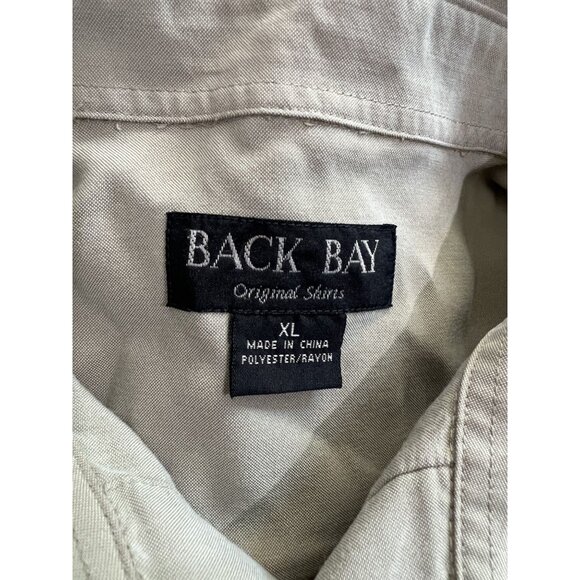 BACK BAY
Original Shirts
XL
MADE IN CHINA
POLYESTER/RAYON